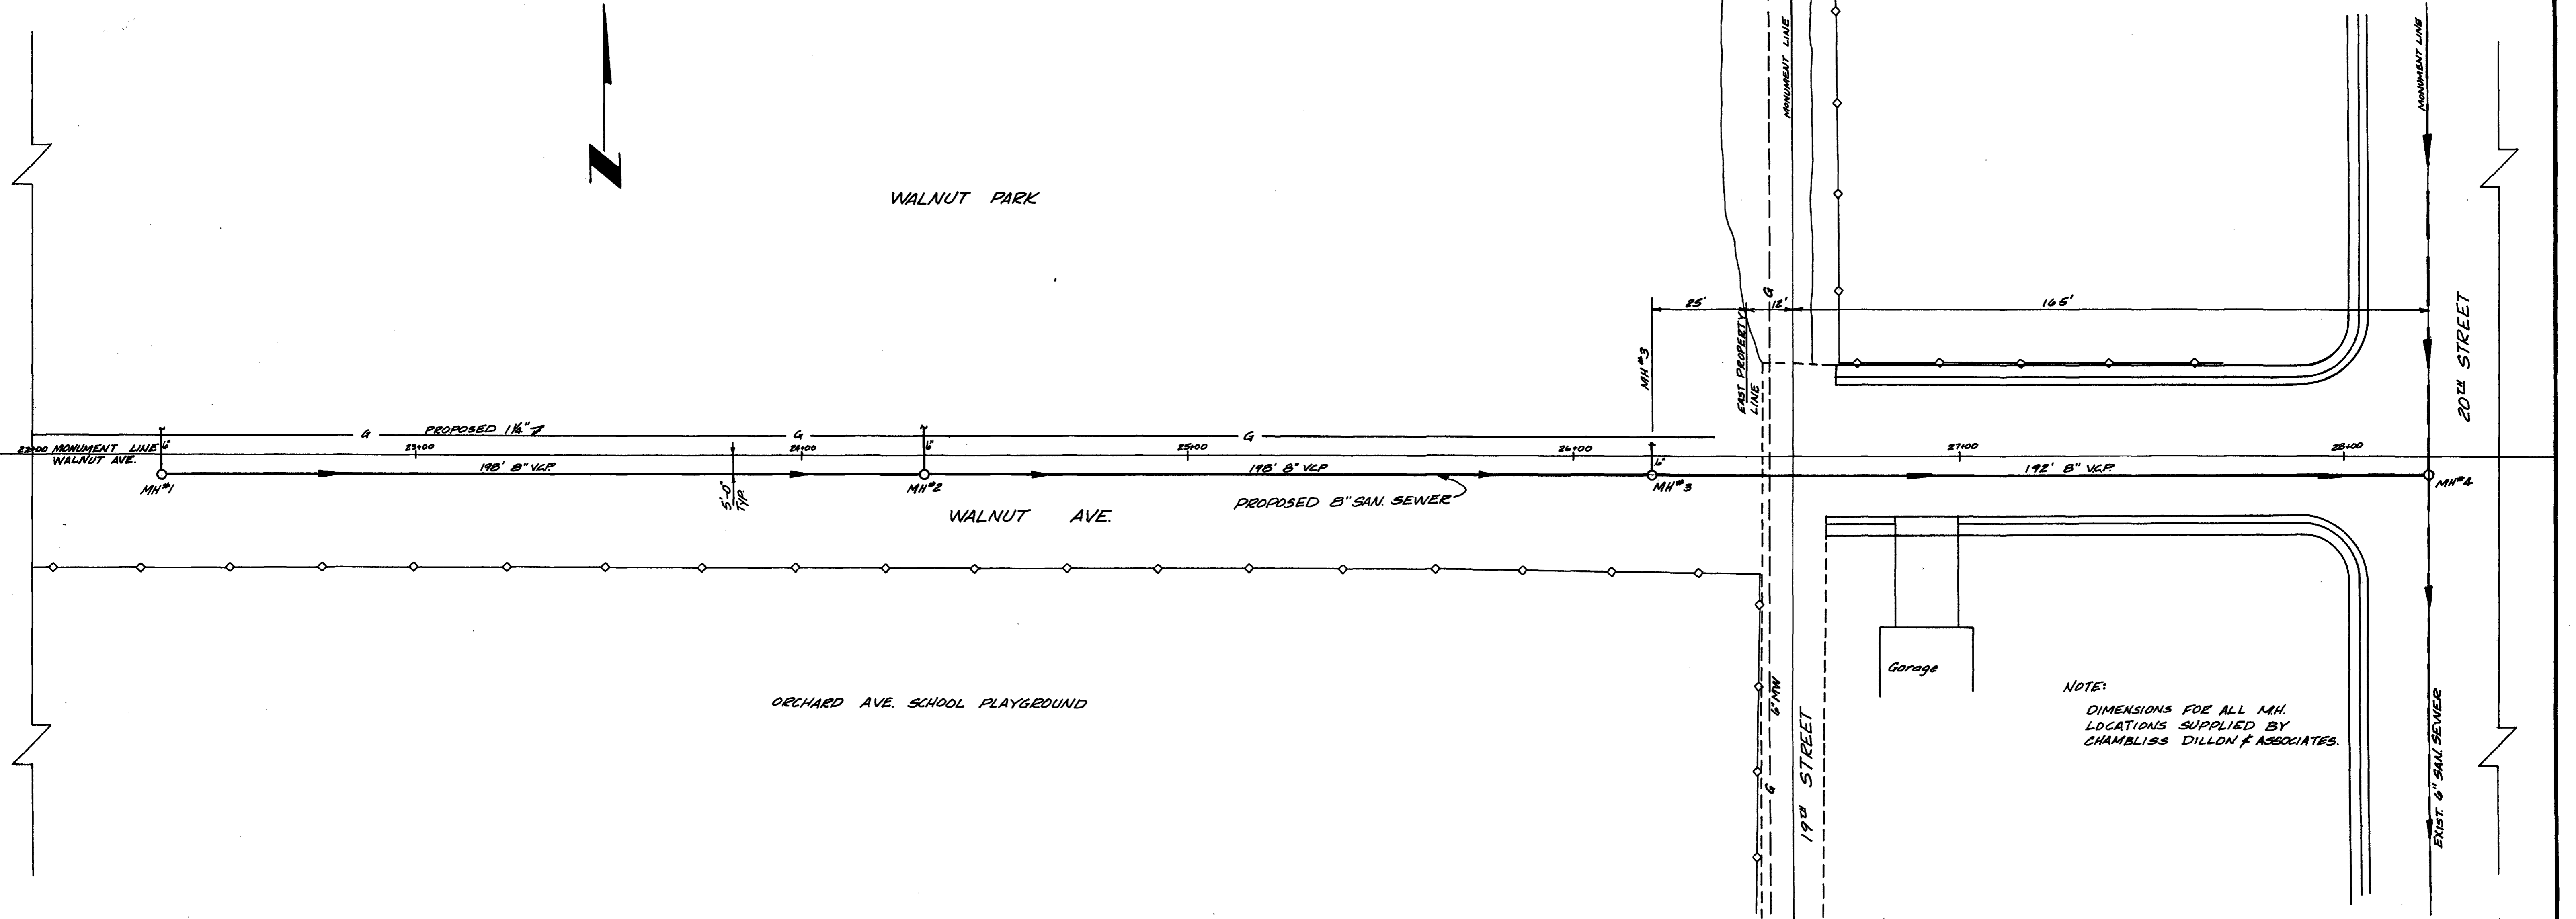 MONUMENT LINE
MONUMENT LINE
N
WALNUT PARK
25'
G
12'
165'
MH#3
EAST PROPERTY
LINE
20TH STREET
G
PROPOSED 1¼"
G
G
22+00 MONUMENT LINE
WALNUT AVE.
6"
23+00
24+00
6"
25+00
26+00
6"
27+00
28+00
198' 8" V.C.P.
198' 8" VCP
192' 8" V.C.P.
MH#1
5'-0"
TYP.
MH#2
MH#3
MH#4
PROPOSED 8" SAN. SEWER
WALNUT AVE.
Garage
ORCHARD AVE. SCHOOL PLAYGROUND
6" MW
G
19TH STREET
NOTE:
DIMENSIONS FOR ALL M.H.
LOCATIONS SUPPLIED BY
CHAMBLISS DILLON & ASSOCIATES.
EXIST. 6" SAN. SEWER